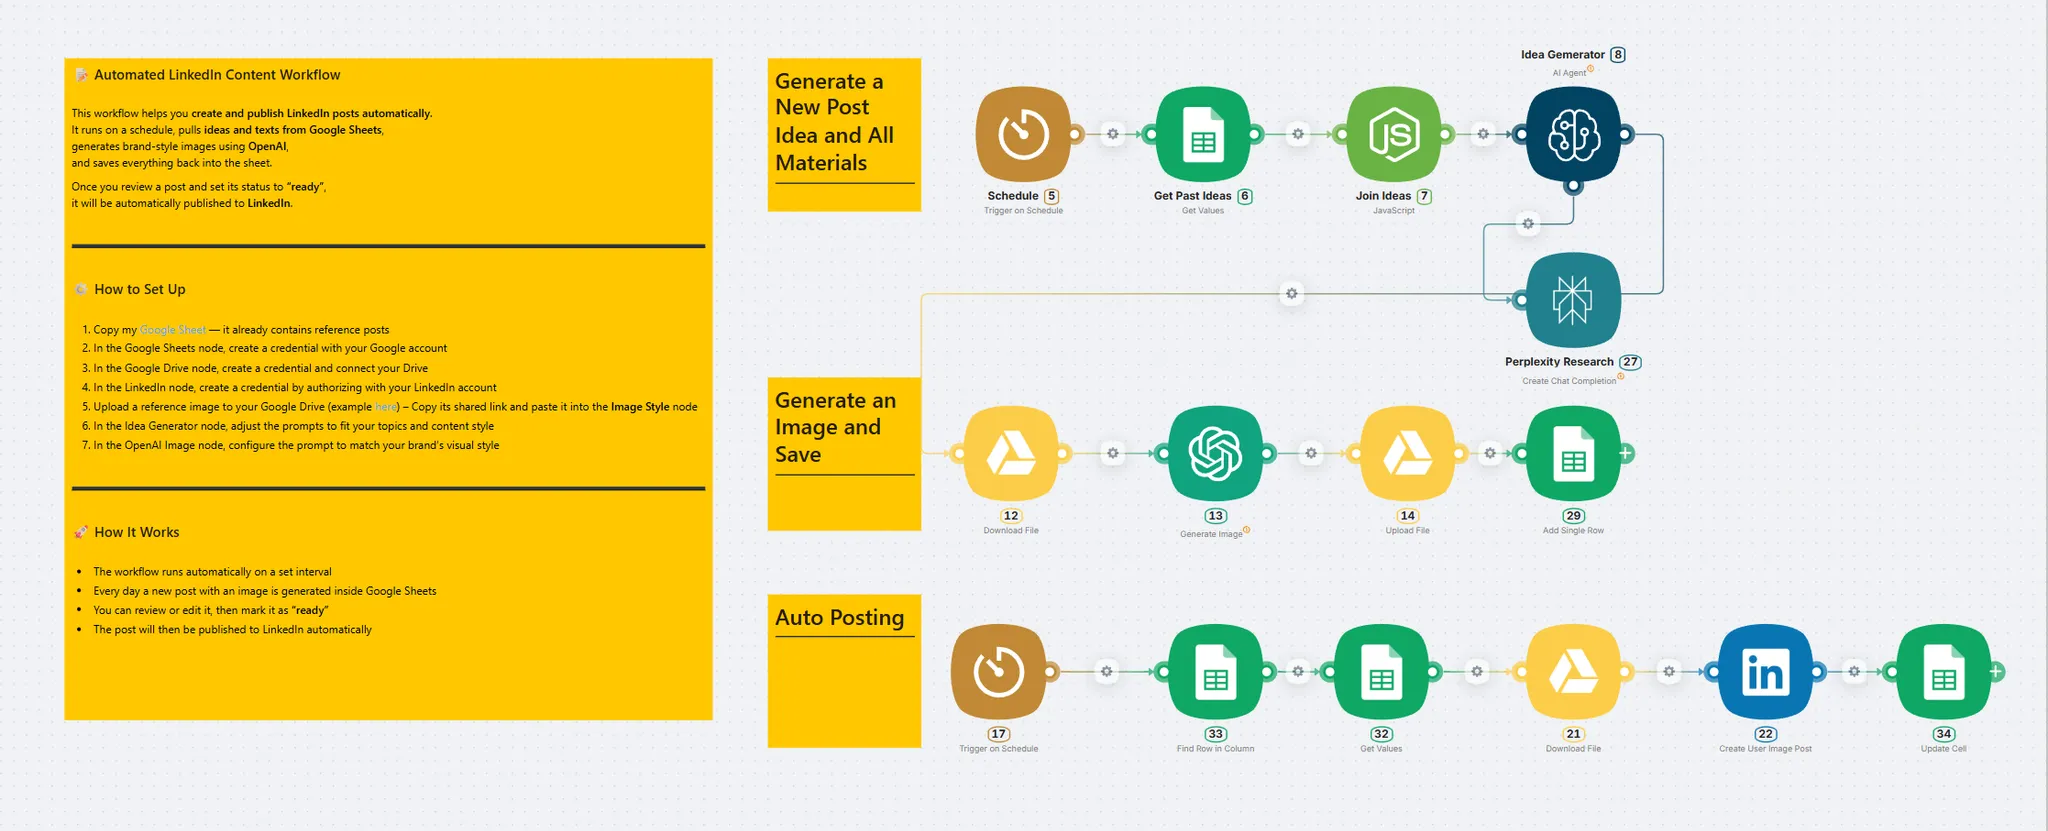 Automated LinkedIn Content Workflow
This workflow helps you create and publish LinkedIn posts automatically.
It runs on a schedule, pulls ideas and texts from Google Sheets,
generates brand-style images using OpenAI,
and saves everything back into the sheet.
Once you review a post and set its status to “ready”,
it will be automatically published to LinkedIn.
How to Set Up
1. Copy my Google Sheet — it already contains reference posts
2. In the Google Sheets node, create a credential with your Google account
3. In the Google Drive node, create a credential and connect your Drive
4. In the LinkedIn node, create a credential by authorizing with your LinkedIn account
5. Upload a reference image to your Google Drive (example here) – Copy its shared link and paste it into the Image Style node
6. In the Idea Generator node, adjust the prompts to fit your topics and content style
7. In the OpenAI Image node, configure the prompt to match your brand's visual style
How It Works
• The workflow runs automatically on a set interval
• Every day a new post with an image is generated inside Google Sheets
• You can review or edit it, then mark it as “ready”
• The post will then be published to LinkedIn automatically
Generate a
New Post
Idea and All
Materials
Schedule 5
Trigger on Schedule
Get Past Ideas 6
Get Values
JS
Join Ideas 7
JavaScript
Idea Gemerator 8
AI Agent
Perplexity Research 27
Create Chat Completion
Generate an
Image and
Save
12
Download File
13
Generate Image
14
Upload File
29
Add Single Row
Auto Posting
17
Trigger on Schedule
33
Find Row in Column
32
Get Values
21
Download File
in
22
Create User Image Post
34
Update Cell